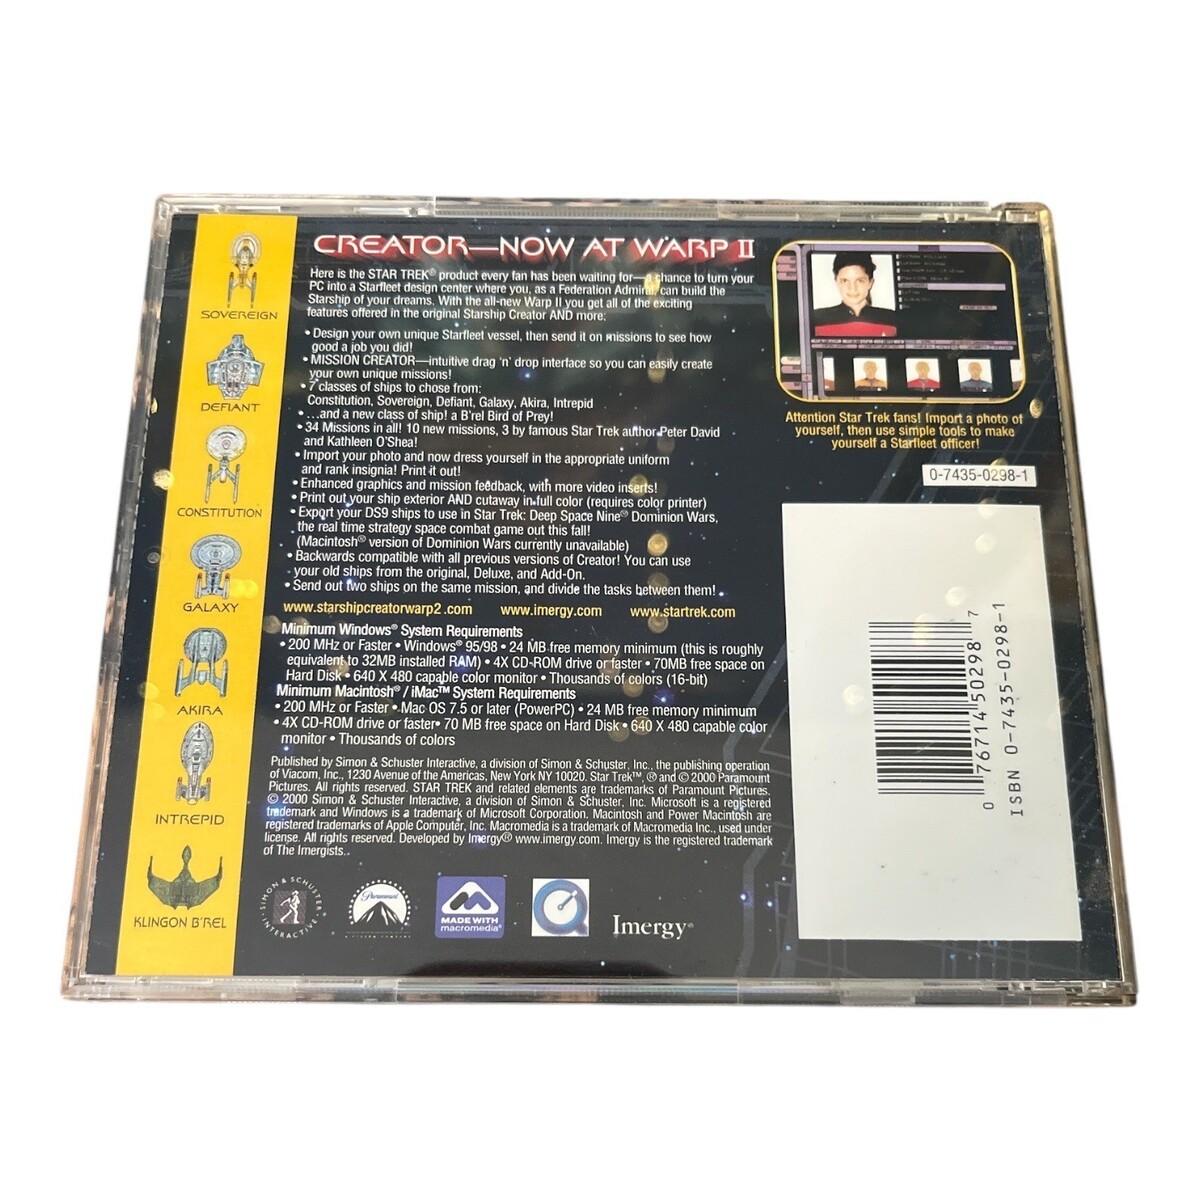 CREATOR—NOW AT WARP II
Here is the STAR TREK® product every fan has been waiting for—a chance to turn your
PC into a Starfleet design center where you, as a Federation Admiral, can build the
Starship of your dreams. With the all-new Warp II you get all of the exciting
features offered in the original Starship Creator AND more;
• Design your own unique Starfleet vessel, then send it on missions to see how
good a job you did!
• MISSION CREATOR—intuitive drag 'n' drop interface so you can easily create
your own unique missions!
• 7 classes of ships to chose from:
Constitution, Sovereign, Defiant, Galaxy, Akira, Intrepid
• ...and a new class of ship! a B'rel Bird of Prey!
• 34 Missions in all! 10 new missions, 3 by famous Star Trek author Peter David
and Kathleen O'Shea!
• Import your photo and now dress yourself in the appropriate uniform
and rank insignia! Print it out!
• Enhanced graphics and mission feedback, with more video inserts!
• Print out your ship exterior AND cutaway in full color (requires color printer)
• Export your DS9 ships to use in Star Trek: Deep Space Nine® Dominion Wars,
the real time strategy space combat game out this fall!
(Macintosh® version of Dominion Wars currently unavailable)
• Backwards compatible with all previous versions of Creator! You can use
your old ships from the original, Deluxe, and Add-On.
• Send out two ships on the same mission, and divide the tasks between them!
www.starshipcreatorwarp2.com www.imergy.com www.startrek.com
Minimum Windows® System Requirements
• 200 MHz or Faster • Windows® 95/98 • 24 MB free memory minimum (this is roughly
equivalent to 32MB installed RAM) • 4X CD-ROM drive or faster • 70MB free space on
Hard Disk • 640 X 480 capable color monitor • Thousands of colors (16-bit)
Minimum Macintosh® / iMac™ System Requirements
• 200 MHz or Faster • Mac OS 7.5 or later (PowerPC) • 24 MB free memory minimum
• 4X CD-ROM drive or faster• 70 MB free space on Hard Disk • 640 X 480 capable color
monitor • Thousands of colors
Published by Simon & Schuster Interactive, a division of Simon & Schuster, Inc., the publishing operation
of Viacom, Inc., 1230 Avenue of the Americas, New York NY 10020. Star Trek™, ® and © 2000 Paramount
Pictures. All rights reserved. STAR TREK and related elements are trademarks of Paramount Pictures.
© 2000 Simon & Schuster Interactive, a division of Simon & Schuster, Inc. Microsoft is a registered
trademark and Windows is a trademark of Microsoft Corporation. Macintosh and Power Macintosh are
registered trademarks of Apple Computer, Inc. Macromedia is a trademark of Macromedia Inc., used under
license. All rights reserved. Developed by Imergy® www.imergy.com. Imergy is the registered trademark
of The Imergists.
SIMON & SCHUSTER
INTERACTIVE
Paramount
MADE WITH
macromedia®
Imergy®
SOVEREIGN
DEFIANT
CONSTITUTION
GALAXY
AKIRA
INTREPID
KLINGON B'REL
Attention Star Trek fans! Import a photo of
yourself, then use simple tools to make
yourself a Starfleet officer!
0-7435-0298-1
0 76714 50298 7
ISBN 0-7435-0298-1